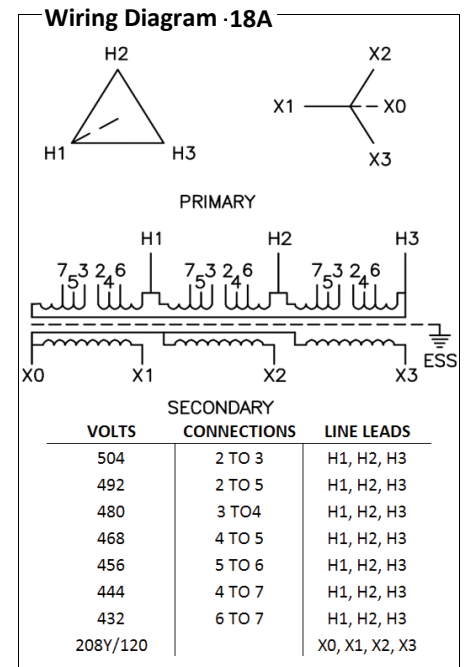 Wiring Diagram ·18A
H2
X2
X1
X0
H1
H3
X3
PRIMARY
H1 H2 H3
7 5 3 2 4 6 7 5 3 2 4 6 7 5 3 2 4 6
ESS
X0 X1 X2 X3
SECONDARY
VOLTS CONNECTIONS LINE LEADS
504 2 TO 3 H1, H2, H3
492 2 TO 5 H1, H2, H3
480 3 TO4 H1, H2, H3
468 4 TO 5 H1, H2, H3
456 5 TO 6 H1, H2, H3
444 4 TO 7 H1, H2, H3
432 6 TO 7 H1, H2, H3
208Y/120 X0, X1, X2, X3